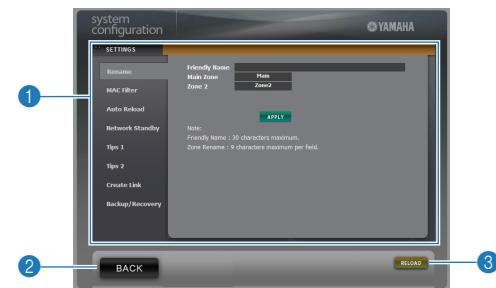 system
configuration
YAMAHA
SETTINGS
Rename
MAC Filter
Auto Reload
Network Standby
Tips 1
Tips 2
Create Link
Backup/Recovery
Friendly Name
Main Zone Main
Zone 2 Zone2
APPLY
Note:
Friendly Name : 30 characters maximum.
Zone Rename : 9 characters maximum per field.
BACK
RELOAD
1
2
3